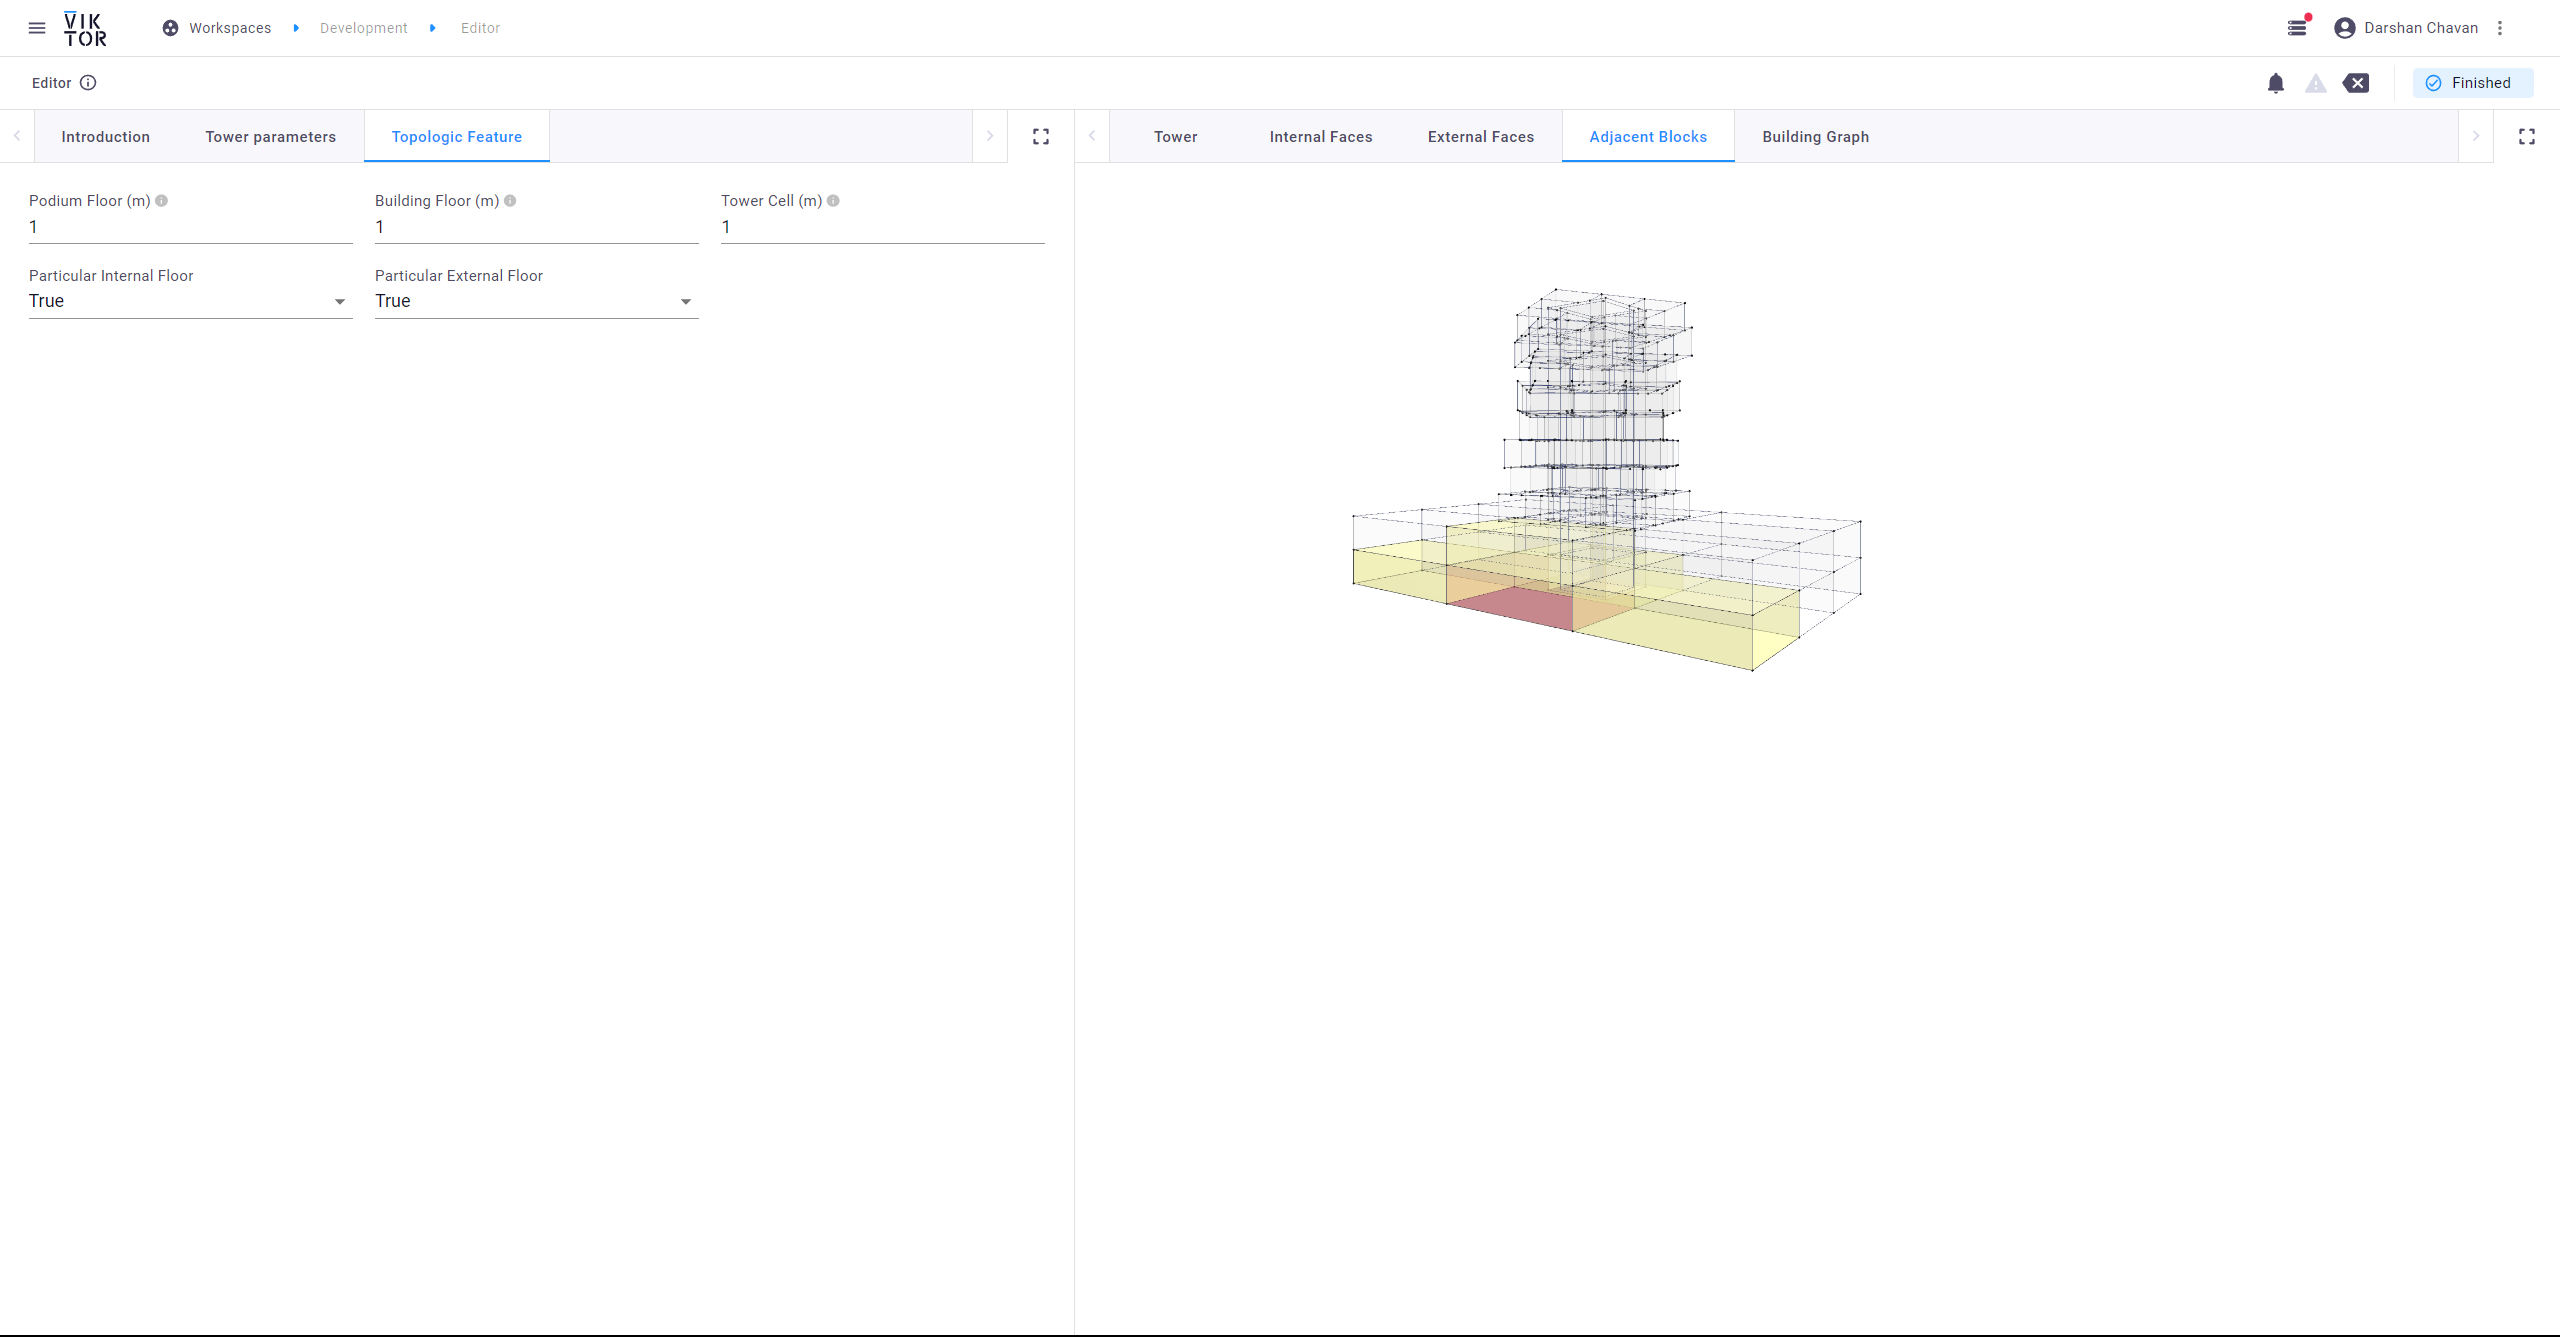 VIK
TOR
Workspaces Development Editor
Darshan Chavan
Editor
Finished
Introduction Tower parameters Topologic Feature
Tower Internal Faces External Faces Adjacent Blocks Building Graph
Podium Floor (m) Building Floor (m) Tower Cell (m)
1 1 1
Particular Internal Floor Particular External Floor
True True